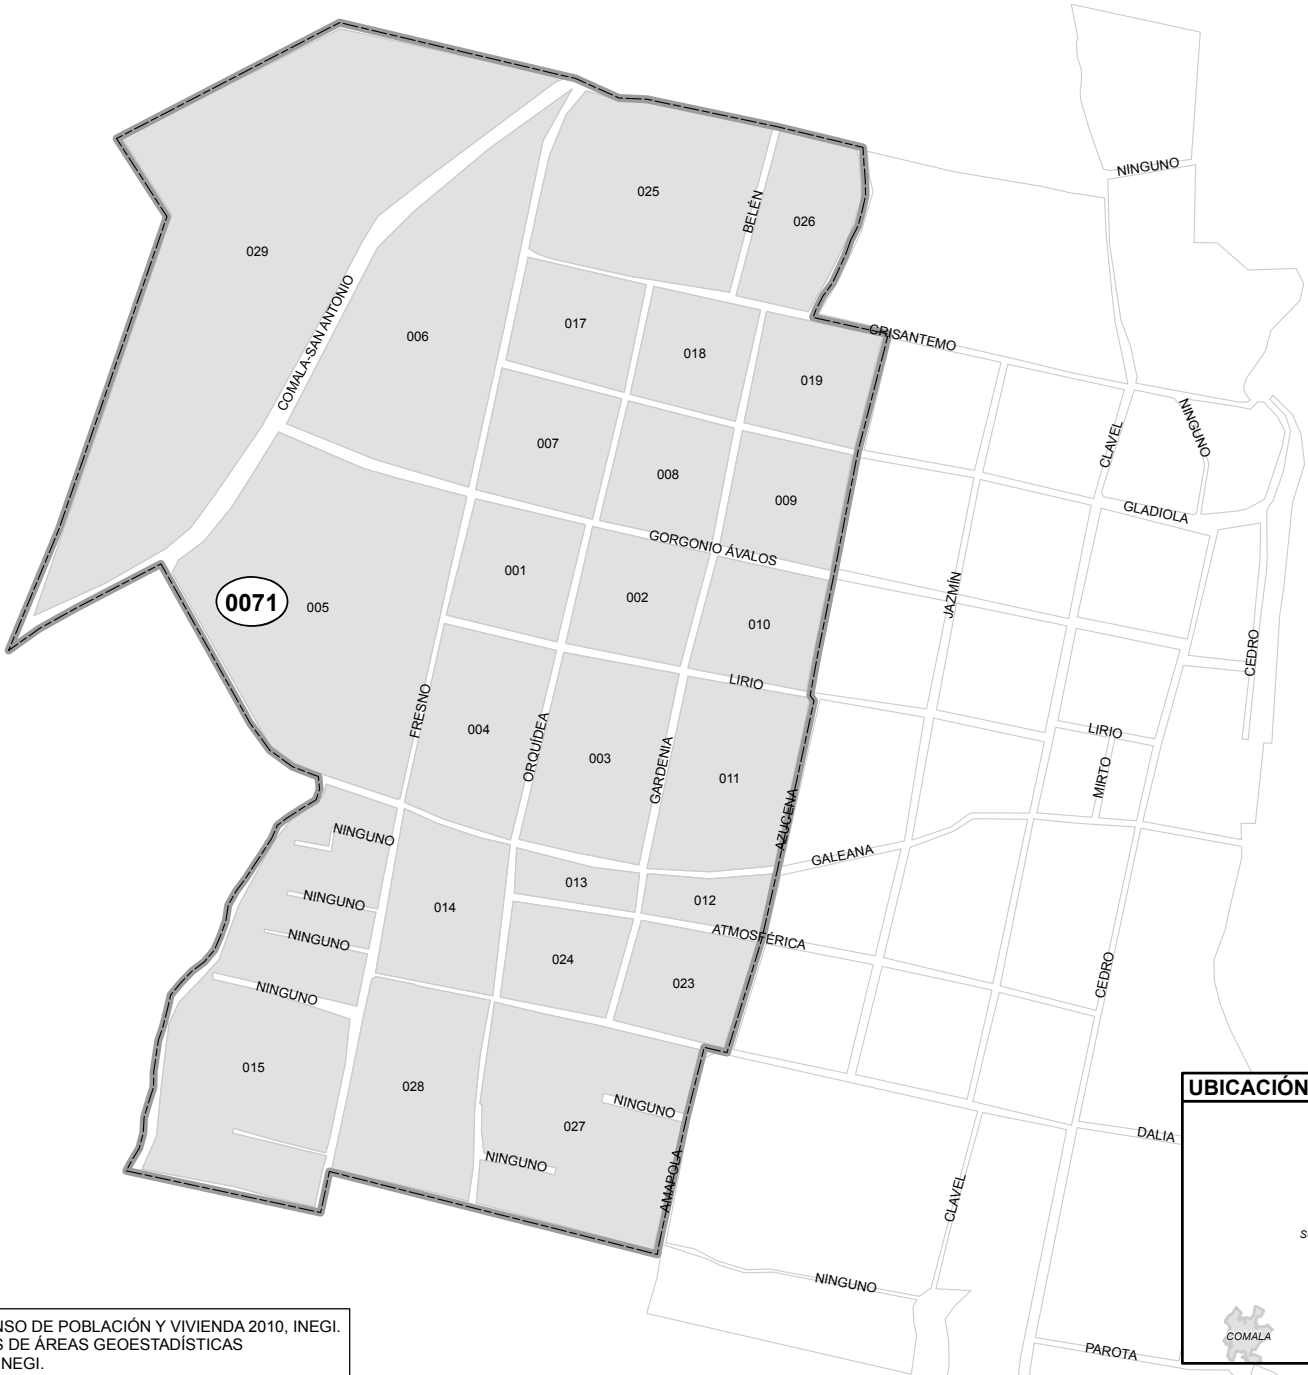 NINGUNO
025
BELÉN
026
029
COMALA-SAN ANTONIO
006
017
018
019
CRISANTEMO
NINGUNO
CLAVEL
007
008
009
GLADIOLA
GORGONIO ÁVALOS
001
002
010
JAZMÍN
0071
005
CEDRO
LIRIO
FRESNO
004
ORQUÍDEA
003
GARDENIA
011
LIRIO
MIRTO
AZUCENA
NINGUNO
GALEANA
013
012
NINGUNO
014
ATMOSFÉRICA
NINGUNO
024
023
CEDRO
NINGUNO
015
028
027
NINGUNO
NINGUNO
AMAPOLA
UBICACIÓN
DALIA
CLAVEL
NINGUNO
PAROTA
COMALA
NSO DE POBLACIÓN Y VIVIENDA 2010, INEGI.
S DE ÁREAS GEOESTADÍSTICAS
INEGI.